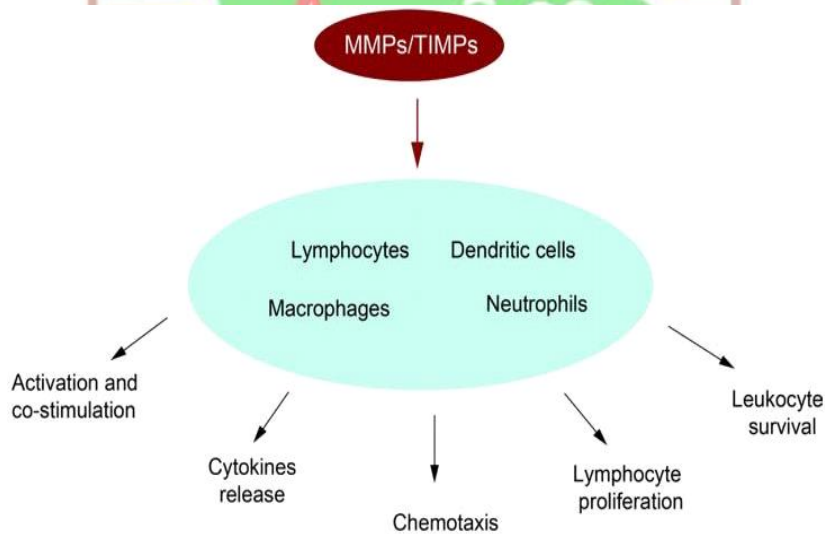 MMPs/TIMPs
Lymphocytes
Dendritic cells
Macrophages
Neutrophils
Activation and
co-stimulation
Cytokines
release
Chemotaxis
Lymphocyte
proliferation
Leukocyte
survival